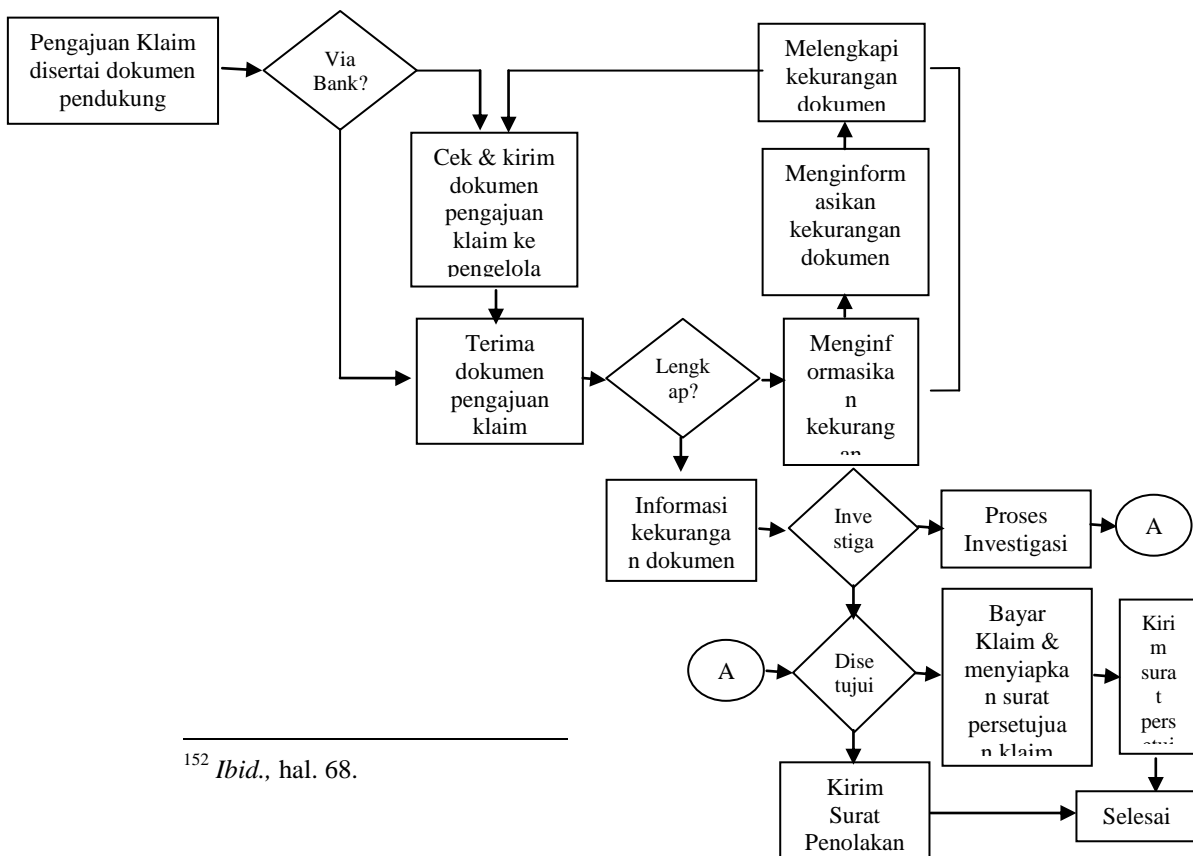 Pengajuan Klaim
disertai dokumen
pendukung
Via
Bank?
Melengkapi
kekurangan
dokumen
Cek & kirim
dokumen
pengajuan
klaim ke
pengelola
Menginform
asikan
kekurangan
dokumen
Terima
dokumen
pengajuan
klaim
Lengk
ap?
Menginf
ormasika
n
kekurang
an
Informasi
kekuranga
n dokumen
Inve
stiga
Proses
Investigasi
A
A
Dise
tujui
Bayar
Klaim &
menyiapka
n surat
persetujua
n klaim
Kiri
m
sura
t
pers
etuj
Kirim
Surat
Penolakan
Selesai
152 Ibid., hal. 68.